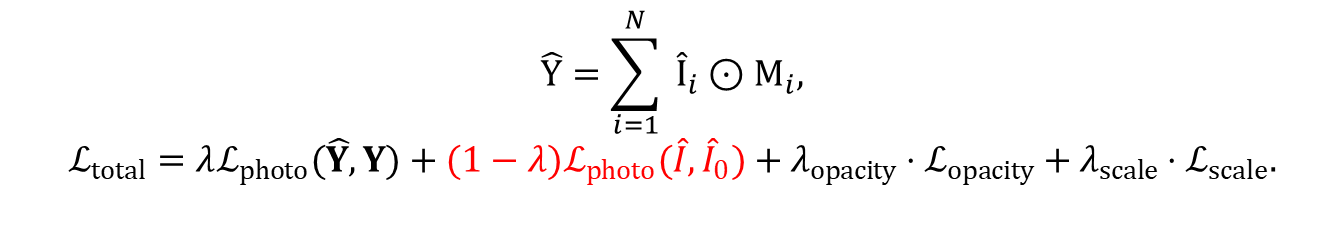 Ŷ = ∑_{i=1}^{N} Î_i ⊙ M_i,
ℒ_total = λℒ_photo(Ŷ, Y) + (1 − λ)ℒ_photo(Î, Î_0) + λ_opacity · ℒ_opacity + λ_scale · ℒ_scale.